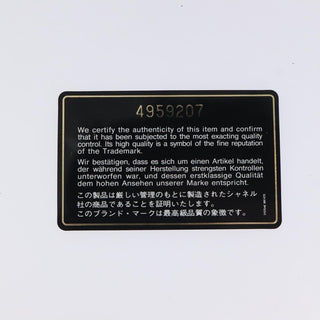 4959207
We certify the authenticity of this item and confirm
that it has been subjected to the most exacting quality
control. Its high quality is a symbol of the fine reputation
of the Trademark.
Wir bestätigen, dass es sich um einen Artikel handelt,
der während seiner Herstellung strengsten Kontrollen
unterworfen war, und dessen erstklassige Qualität
dem hohen Ansehen unserer Marke entspricht.
この製品は厳しい管理のもとに製造されたシャネル
社の商品であることを証明いたします。
このブランド・マークは最高級品質の象徴です。